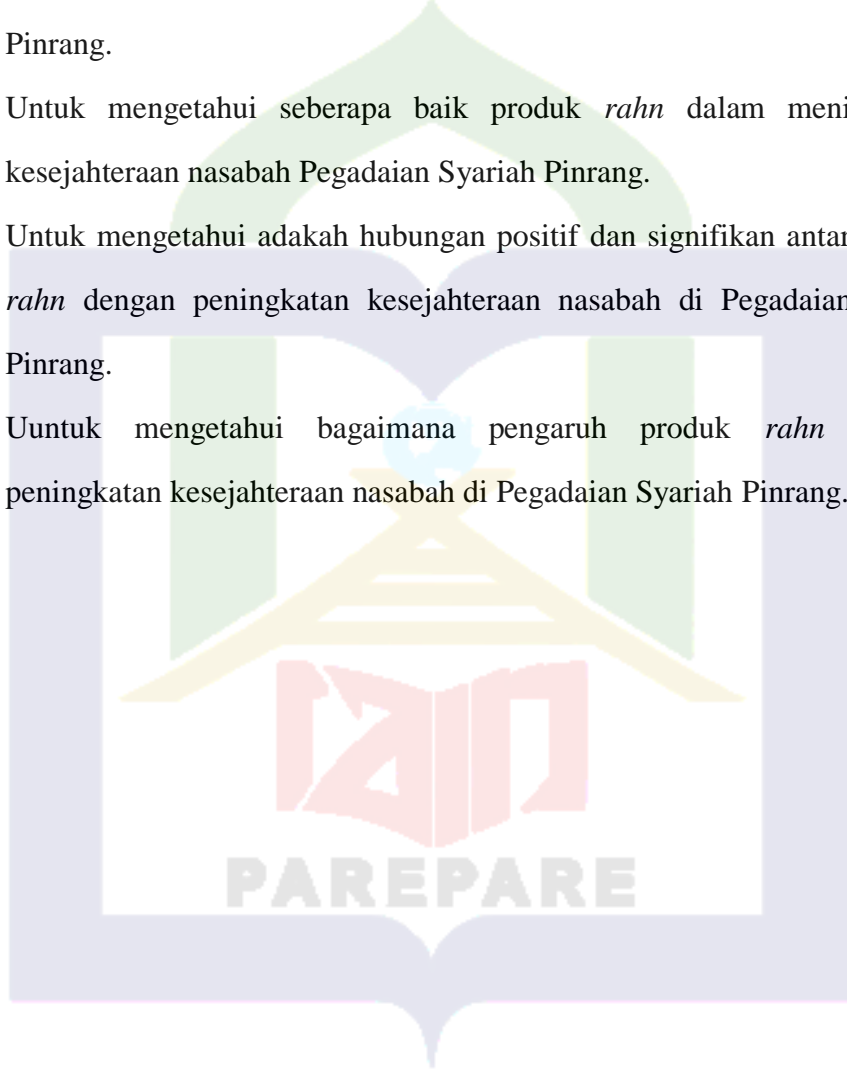 Pinrang.
Untuk mengetahui seberapa baik produk rahn dalam meni
kesejahteraan nasabah Pegadaian Syariah Pinrang.
Untuk mengetahui adakah hubungan positif dan signifikan antar
rahn dengan peningkatan kesejahteraan nasabah di Pegadaian
Pinrang.
Uuntuk mengetahui bagaimana pengaruh produk rahn
peningkatan kesejahteraan nasabah di Pegadaian Syariah Pinrang.
iain
PAREPARE